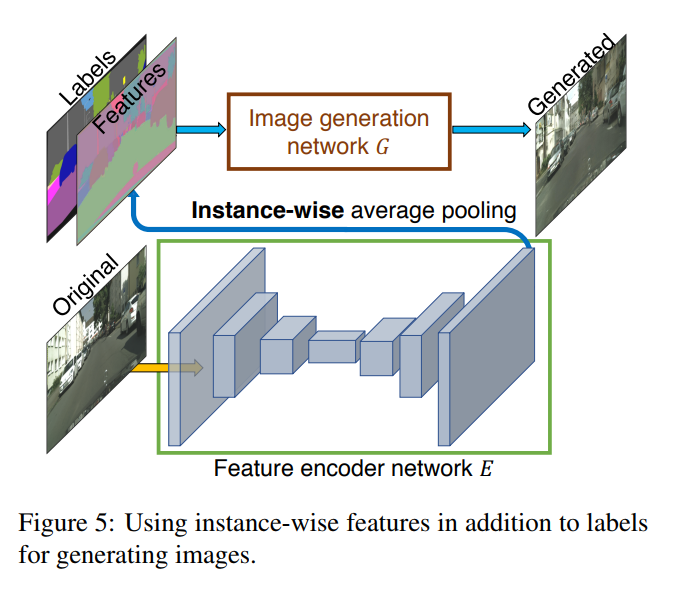 Labels
Features
Image generation
network G
Generated
Instance-wise average pooling
Original
Feature encoder network E
Figure 5: Using instance-wise features in addition to labels
for generating images.